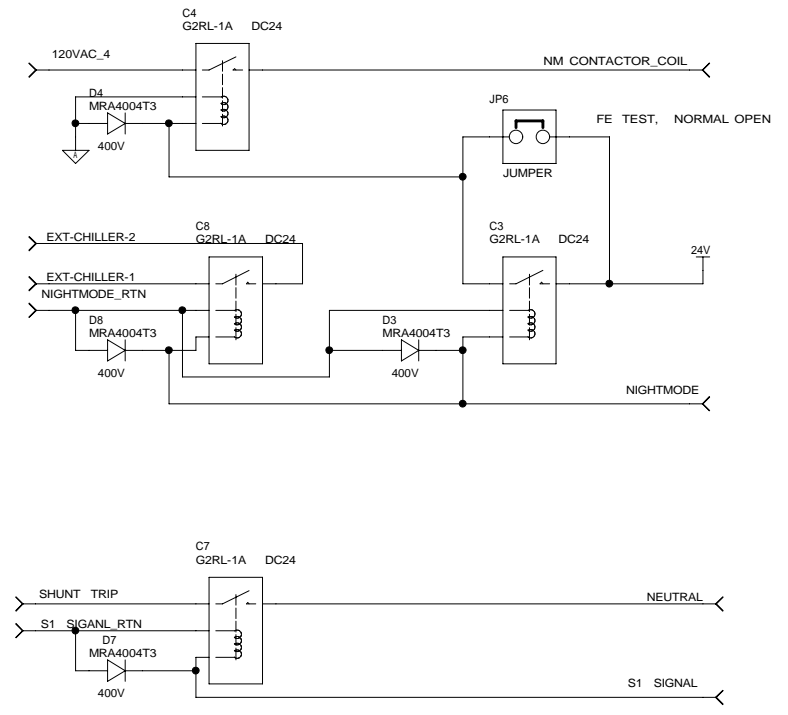 C4
G2RL-1A DC24
120VAC_4
NM CONTACTOR_COIL
D4
MRA4004T3
400V
A
JP6
FE TEST, NORMAL OPEN
JUMPER
EXT-CHILLER-2
C8
G2RL-1A DC24
C3
G2RL-1A DC24
24V
EXT-CHILLER-1
NIGHTMODE_RTN
D8
MRA4004T3
400V
D3
MRA4004T3
400V
NIGHTMODE
C7
G2RL-1A DC24
SHUNT TRIP
NEUTRAL
S1 SIGANL_RTN
D7
MRA4004T3
400V
S1 SIGNAL